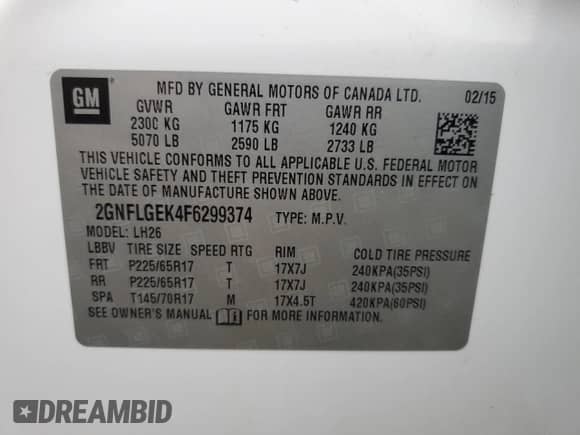 GM
MFD BY GENERAL MOTORS OF CANADA LTD. 02/15
GVWR GAWR FRT GAWR RR
2300 KG 1175 KG 1240 KG
5070 LB 2590 LB 2733 LB
THIS VEHICLE CONFORMS TO ALL APPLICABLE U.S. FEDERAL MOTOR
VEHICLE SAFETY AND THEFT PREVENTION STANDARDS IN EFFECT ON
THE DATE OF MANUFACTURE SHOWN ABOVE.
2GNFLGEK4F6299374 TYPE: M.P.V.
MODEL: LH26
LBBV TIRE SIZE SPEED RTG RIM COLD TIRE PRESSURE
FRT P225/65R17 T 17X7J 240KPA(35PSI)
RR P225/65R17 T 17X7J 240KPA(35PSI)
SPA T145/70R17 M 17X4.5T 420KPA(60PSI)
SEE OWNER'S MANUAL FOR MORE INFORMATION.
DREAMBID